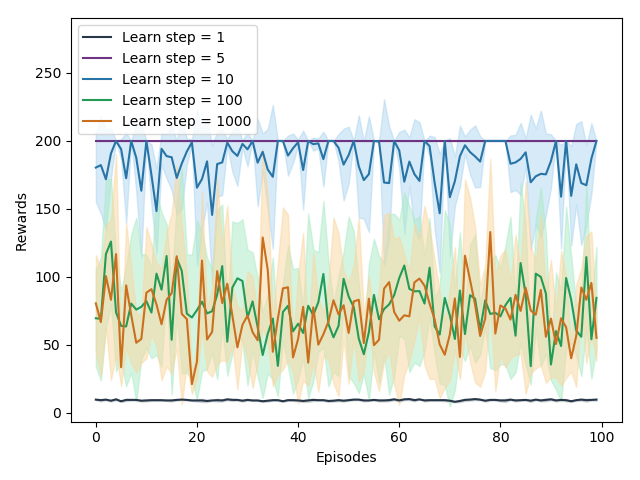 Learn step = 1
Learn step = 5
Learn step = 10
Learn step = 100
Learn step = 1000
250
200
150
100
50
0
Rewards
0 20 40 60 80 100
Episodes